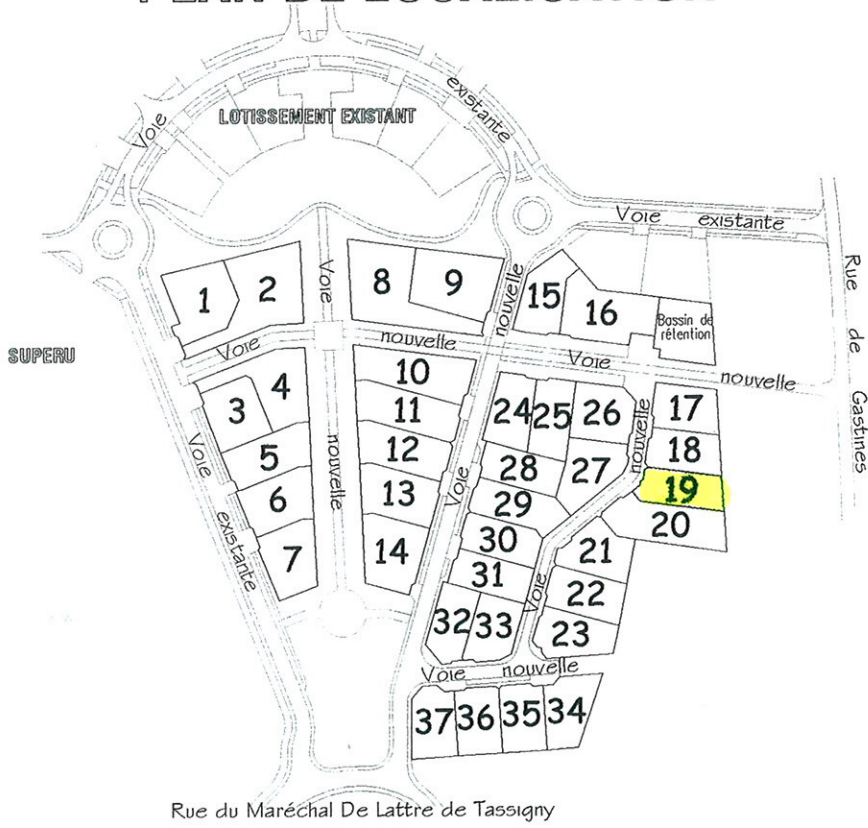 PLAN DE LOCALISATION
LOTISSEMENT EXISTANT
Voie
existante
Voie existante
Rue de Gastines
SUPERU
1
2
Voie
nouvelle
8
9
nouvelle
Voie
15
16
Bassin de
rétention
Voie
nouvelle
Voie
nouvelle
3
4
5
6
7
Voie
existante
10
11
12
13
14
24
25
26
27
28
29
30
31
32
33
nouvelle
Voie
17
18
19
20
21
22
23
Voie nouvelle
37
36
35
34
Rue du Maréchal De Lattre de Tassigny